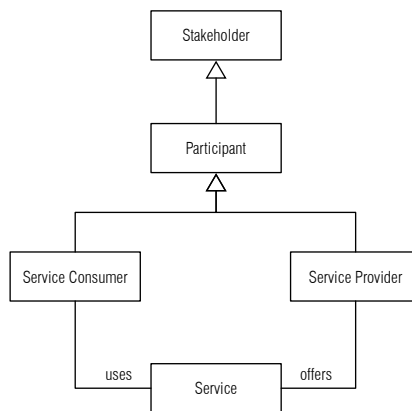 Stakeholder
Participant
Service Consumer
Service Provider
uses
offers
Service